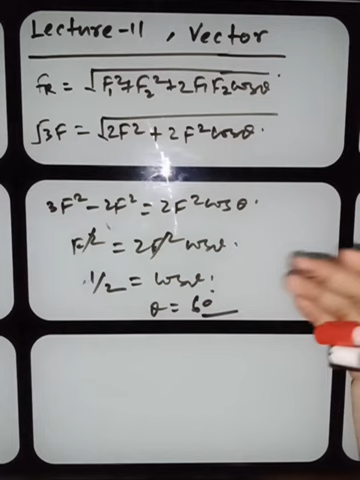 Lecture-11 , Vector
FR = √F₁²+F₂²+2F₁F₂cosθ
√3F = √2F²+2F²cosθ.
3F²-2F² = 2F²cosθ.
F² = 2F²cosθ.
1/2 = cosθ.
θ = 60